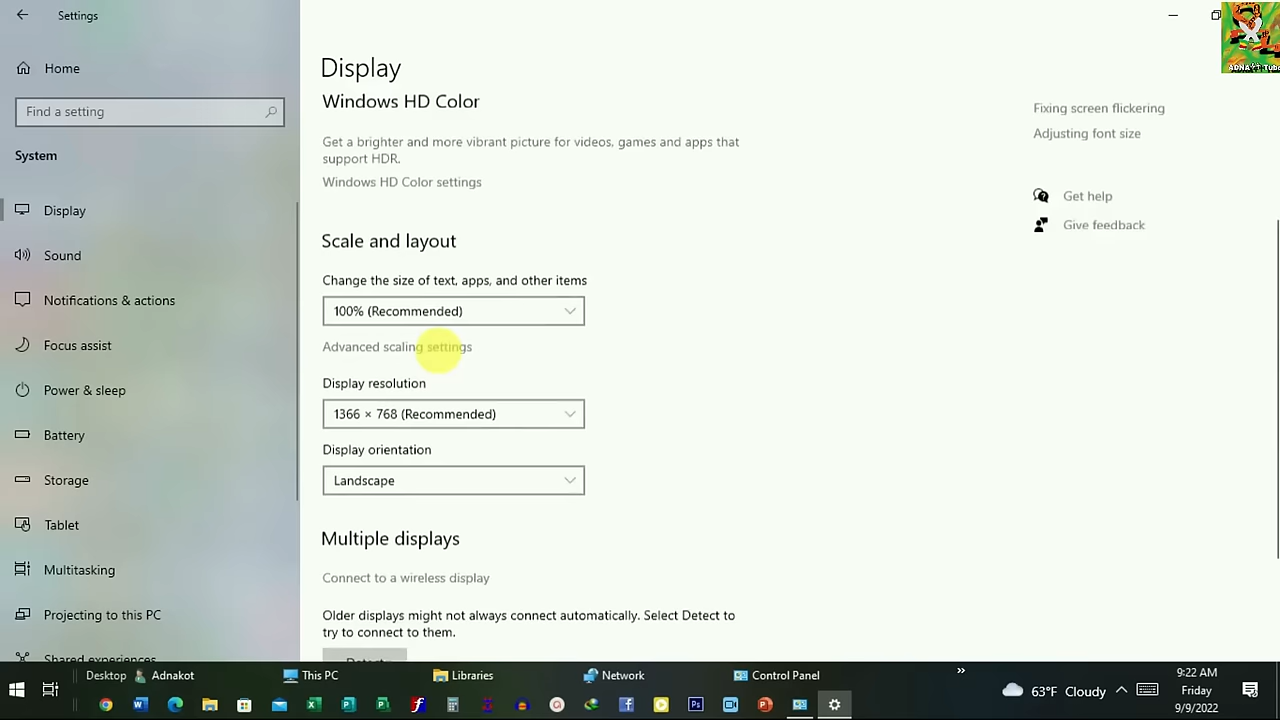 Settings
Home
Find a setting
System
Display
Sound
Notifications & actions
Focus assist
Power & sleep
Battery
Storage
Tablet
Multitasking
Projecting to this PC
Shared experiences
Display
Windows HD Color
Get a brighter and more vibrant picture for videos, games and apps that
support HDR.
Windows HD Color settings
Scale and layout
Change the size of text, apps, and other items
100% (Recommended)
Advanced scaling settings
Display resolution
1366 × 768 (Recommended)
Display orientation
Landscape
Multiple displays
Connect to a wireless display
Older displays might not always connect automatically. Select Detect to
try to connect to them.
Detect
Fixing screen flickering
Adjusting font size
Get help
Give feedback
Desktop
Adnakot
This PC
Libraries
Network
Control Panel
»
63°F Cloudy
9:22 AM
Friday
9/9/2022